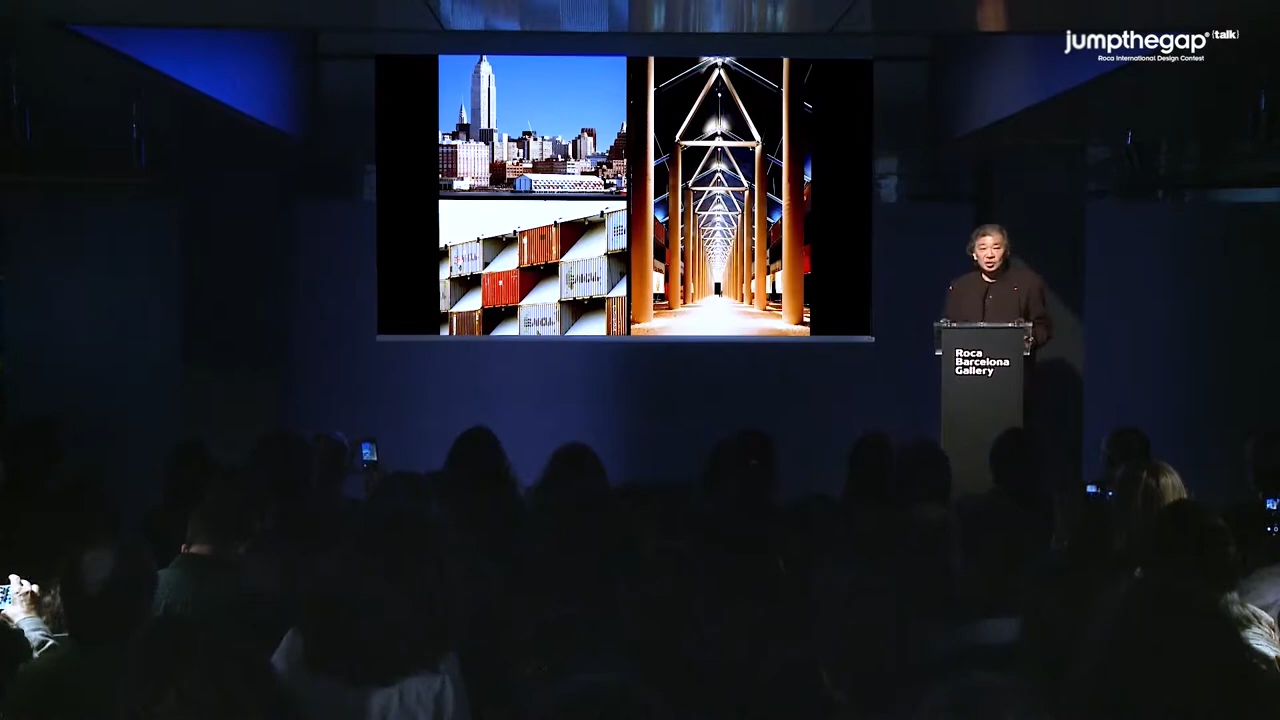 jumpthegap® (talk)
Roca International Design Contest
Roca
Barcelona
Gallery